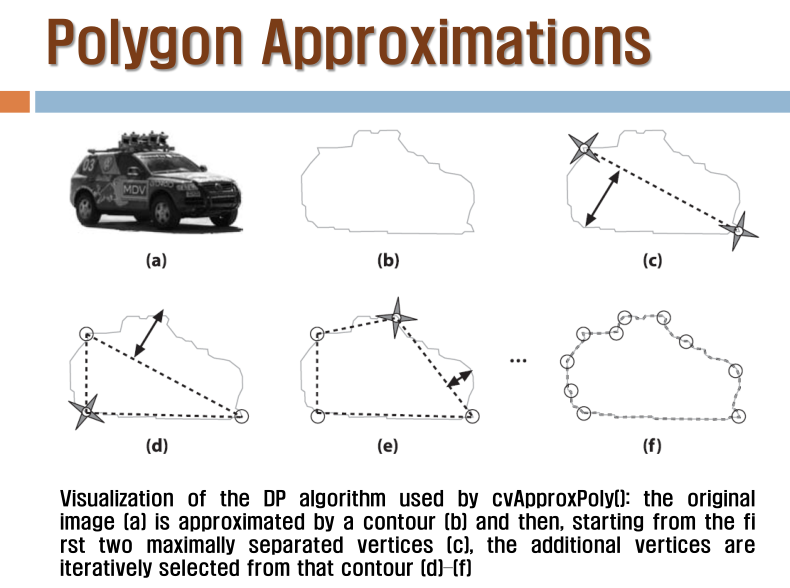 Polygon Approximations
03
MDV
(a)
(b)
(c)
(d)
(e)
...
(f)
Visualization of the DP algorithm used by cvApproxPoly(): the original
image (a) is approximated by a contour (b) and then, starting from the fi
rst two maximally separated vertices (c), the additional vertices are
iteratively selected from that contour (d)–(f)